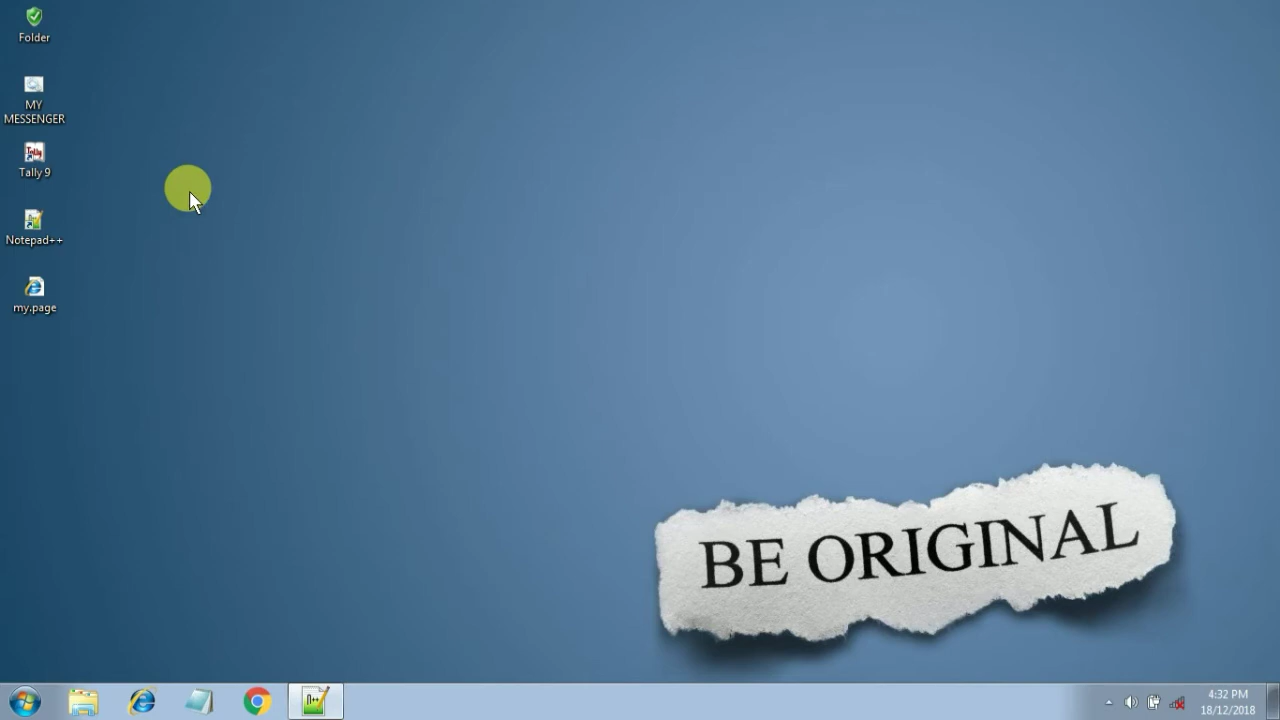 Folder
MY
MESSENGER
Tally 9
Notepad++
my.page
BE ORIGINAL
4:32 PM
18/12/2018